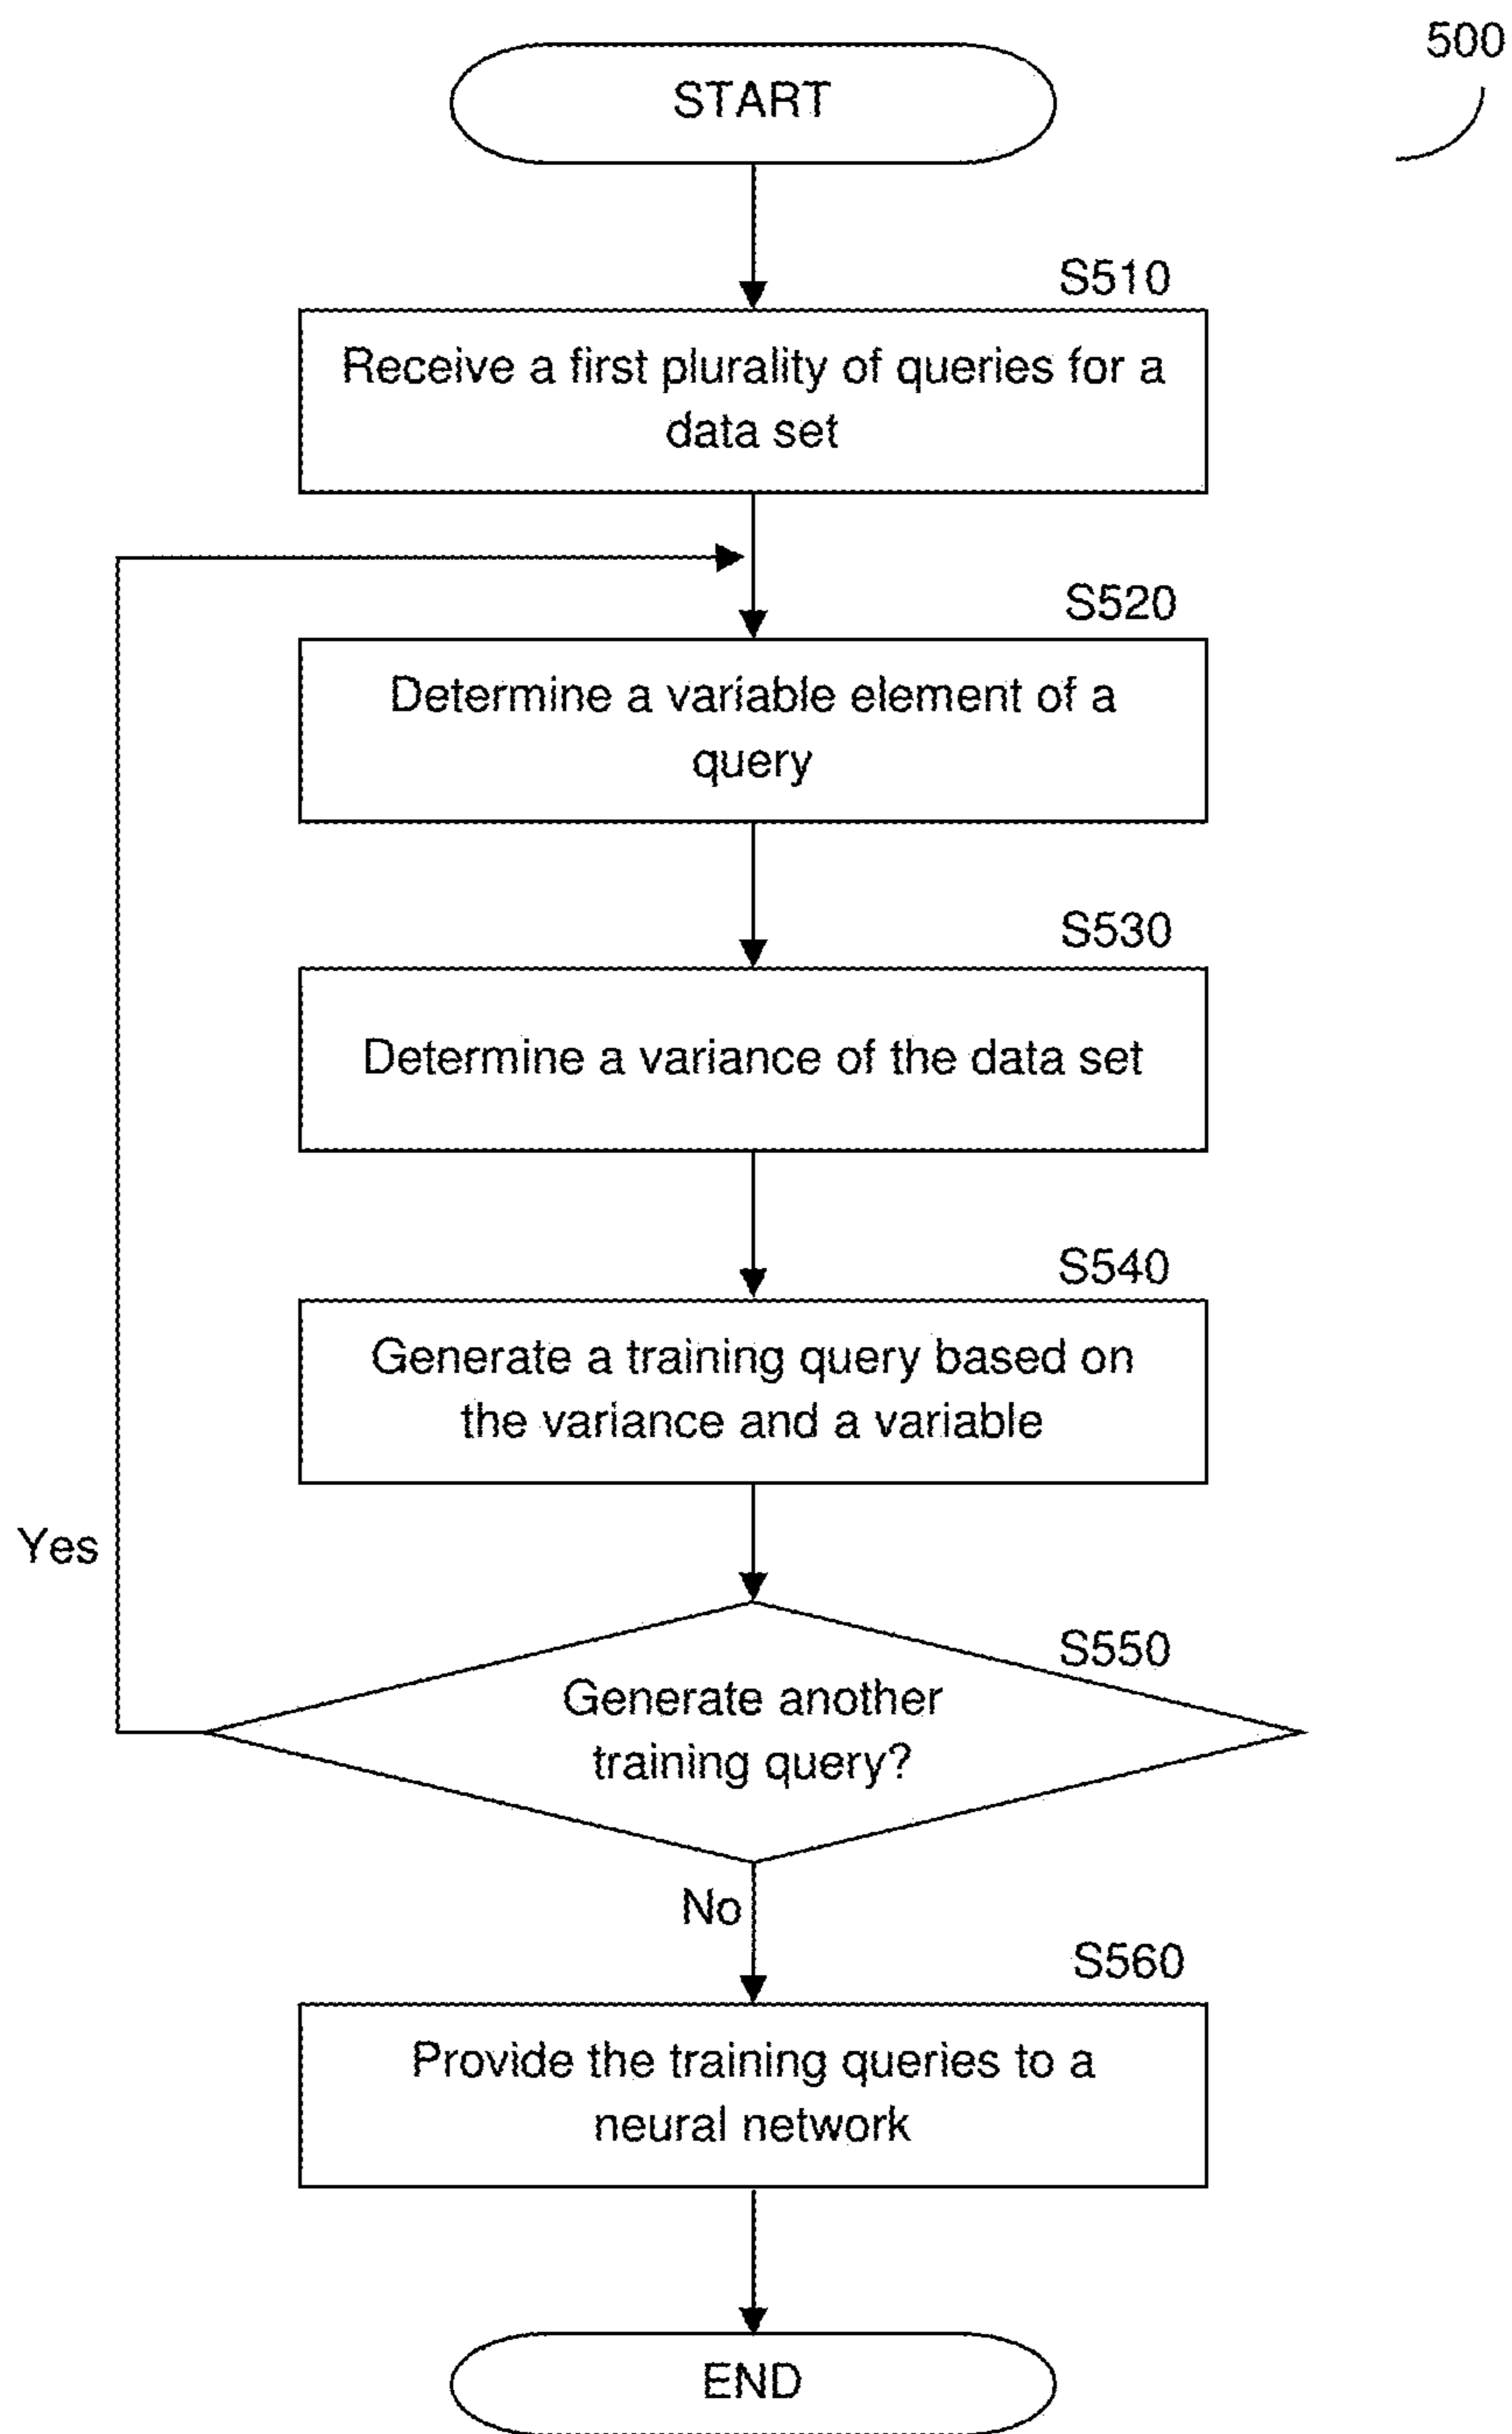 500
START
S510
Receive a first plurality of queries for a
data set
S520
Determine a variable element of a
query
S530
Determine a variance of the data set
S540
Generate a training query based on
the variance and a variable
Yes
S550
Generate another
training query?
No
S560
Provide the training queries to a
neural network
END